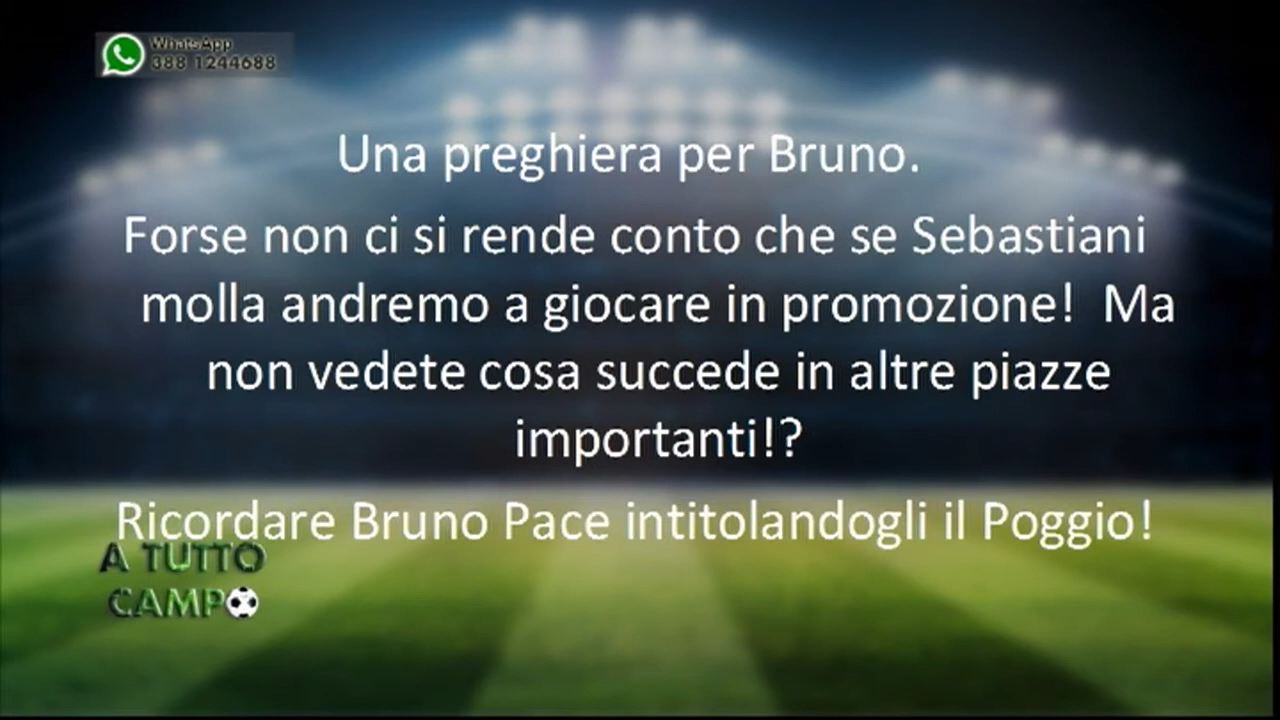 WhatsApp
388 1244688
Una preghiera per Bruno.
Forse non ci si rende conto che se Sebastiani
molla andremo a giocare in promozione!  Ma
non vedete cosa succede in altre piazze
importanti!?
Ricordare Bruno Pace intitolandogli il Poggio!
A TUTTO
CAMPO